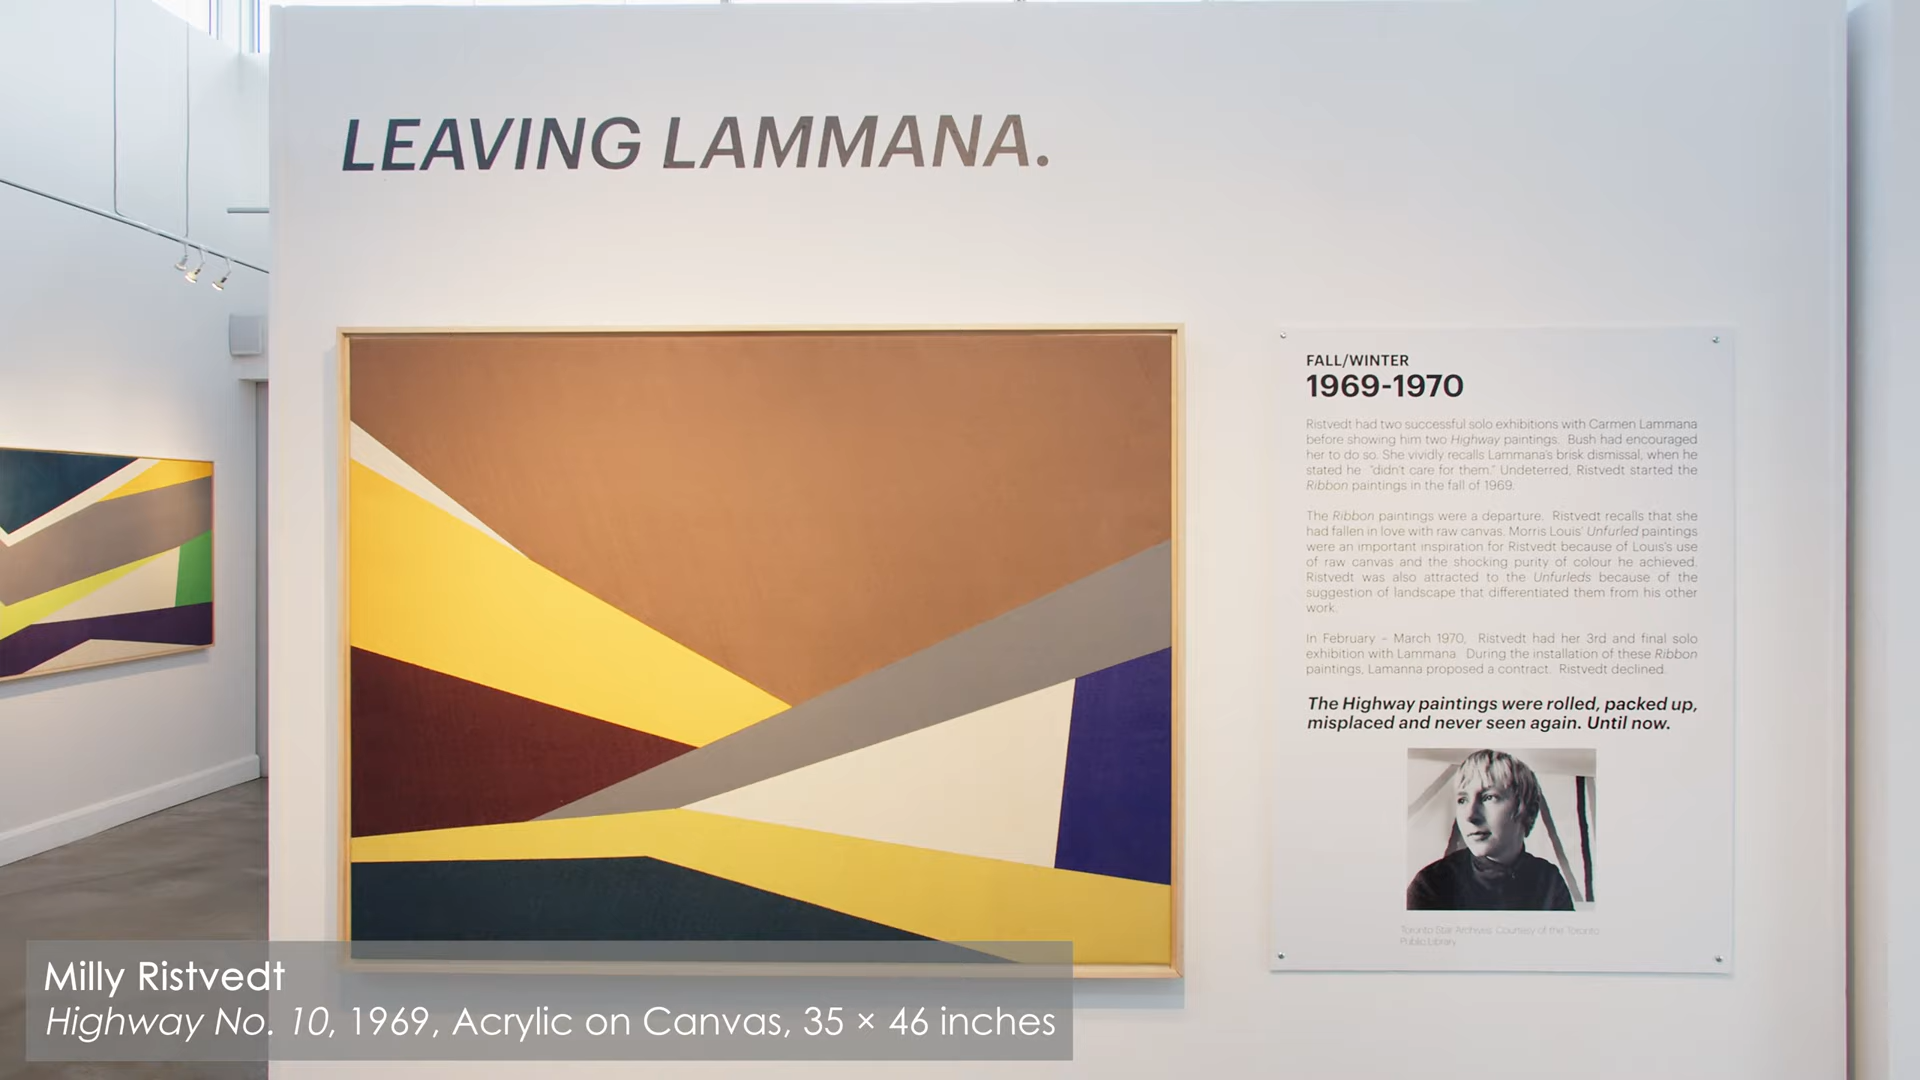 LEAVING LAMMANA.
FALL/WINTER
1969-1970
Ristvedt had two successful solo exhibitions with Carmen Lammana
before showing him two Highway paintings. Bush had encouraged
her to do so. She vividly recalls Lammana's brisk dismissal, when he
stated he "didn't care for them." Undeterred, Ristvedt started the
Ribbon paintings in the fall of 1969.
The Ribbon paintings were a departure. Ristvedt recalls that she
had fallen in love with raw canvas. Morris Louis' Unfurled paintings
were an important inspiration for Ristvedt because of Louis's use
of raw canvas and the shocking purity of colour he achieved.
Ristvedt was also attracted to the Unfurleds because of the
suggestion of landscape that differentiated them from his other
work.
In February - March 1970, Ristvedt had her 3rd and final solo
exhibition with Lammana. During the installation of these Ribbon
paintings, Lamanna proposed a contract. Ristvedt declined.
The Highway paintings were rolled, packed up,
misplaced and never seen again. Until now.
Toronto Star Archives. Courtesy of the Toronto
Public Library
Milly Ristvedt
Highway No. 10, 1969, Acrylic on Canvas, 35 × 46 inches